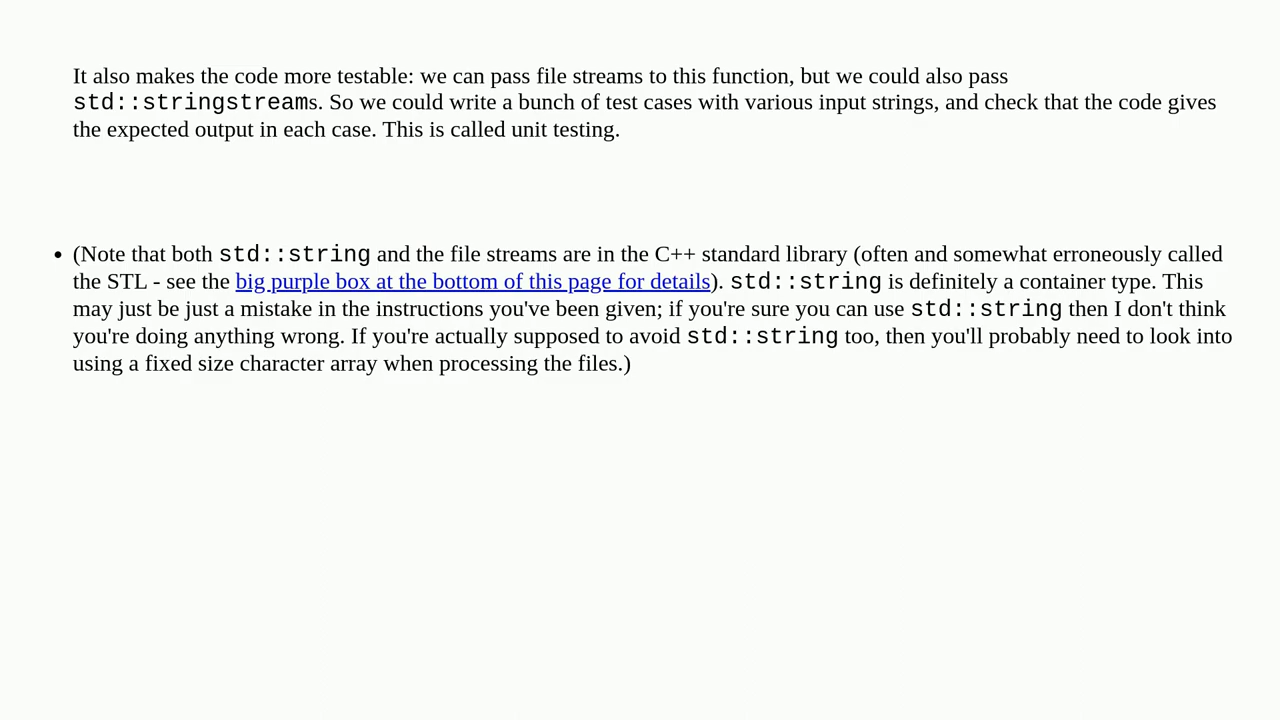 It also makes the code more testable: we can pass file streams to this function, but we could also pass
std::stringstreams. So we could write a bunch of test cases with various input strings, and check that the code gives
the expected output in each case. This is called unit testing.
• (Note that both std::string and the file streams are in the C++ standard library (often and somewhat erroneously called
the STL - see the big purple box at the bottom of this page for details). std::string is definitely a container type. This
may just be just a mistake in the instructions you've been given; if you're sure you can use std::string then I don't think
you're doing anything wrong. If you're actually supposed to avoid std::string too, then you'll probably need to look into
using a fixed size character array when processing the files.)